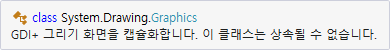 class System.Drawing.Graphics
GDI+ 그리기 화면을 캡슐화합니다. 이 클래스는 상속될 수 없습니다.